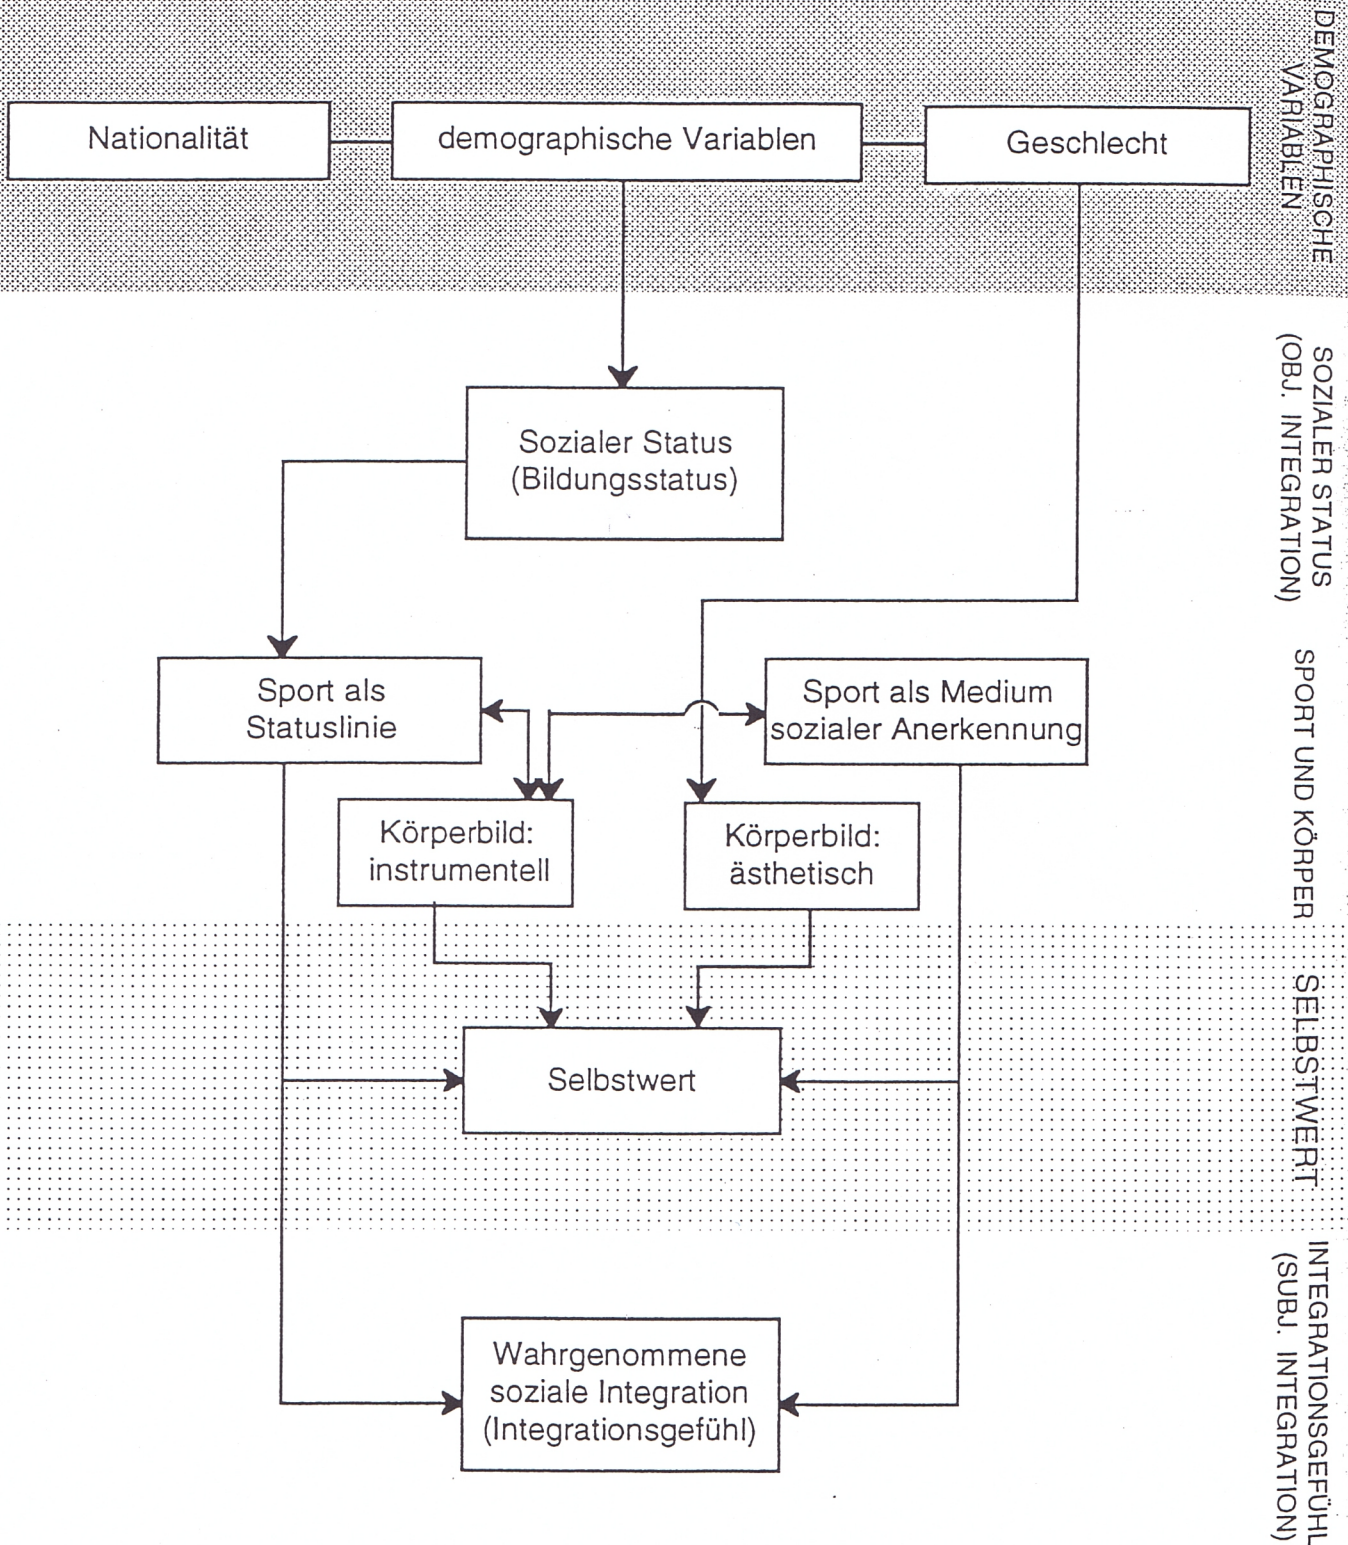 Nationalität
demographische Variablen
Geschlecht
DEMOGRAPHISCHE
VARIABLEN
Sozialer Status
(Bildungsstatus)
SOZIALER STATUS
(OBJ. INTEGRATION)
Sport als
Statuslinie
Sport als Medium
sozialer Anerkennung
Körperbild:
instrumentell
Körperbild:
ästhetisch
SPORT UND KÖRPER
Selbstwert
SELBSTWERT
Wahrgenommene
soziale Integration
(Integrationsgefühl)
INTEGRATIONSGEFÜHL
(SUBJ. INTEGRATION)